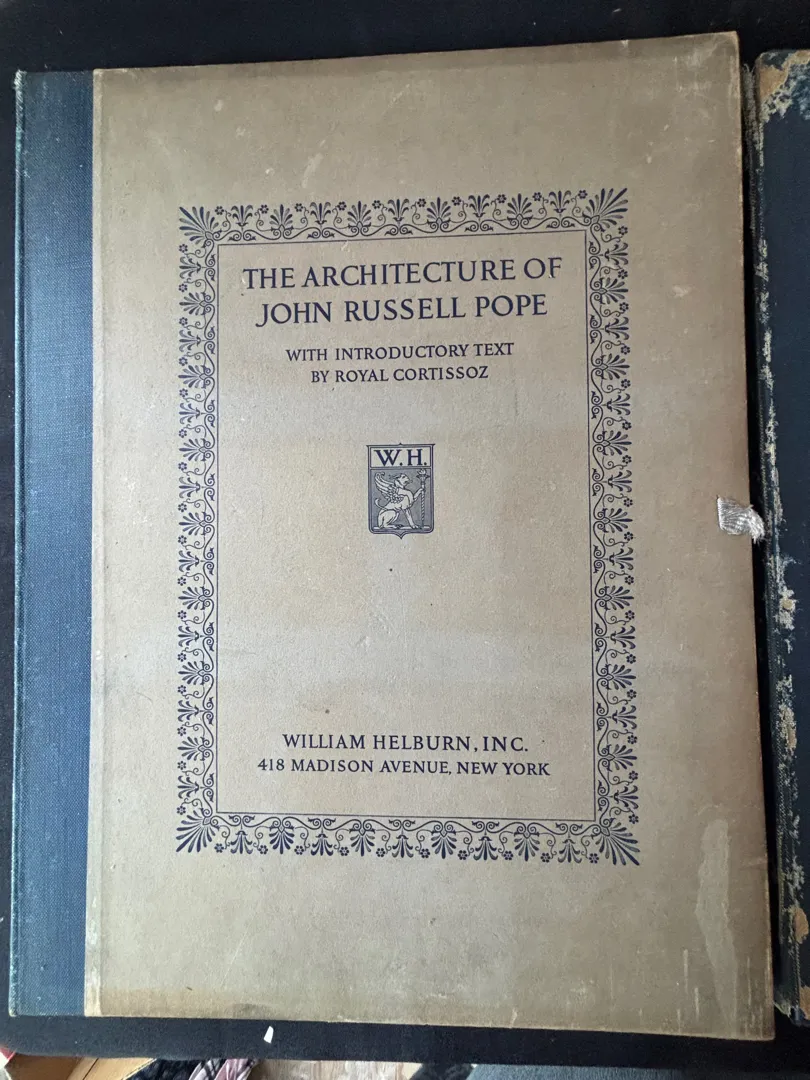 THE ARCHITECTURE OF
JOHN RUSSELL POPE
WITH INTRODUCTORY TEXT
BY ROYAL CORTISSOZ
W.H.
WILLIAM HELBURN, INC.
418 MADISON AVENUE, NEW YORK